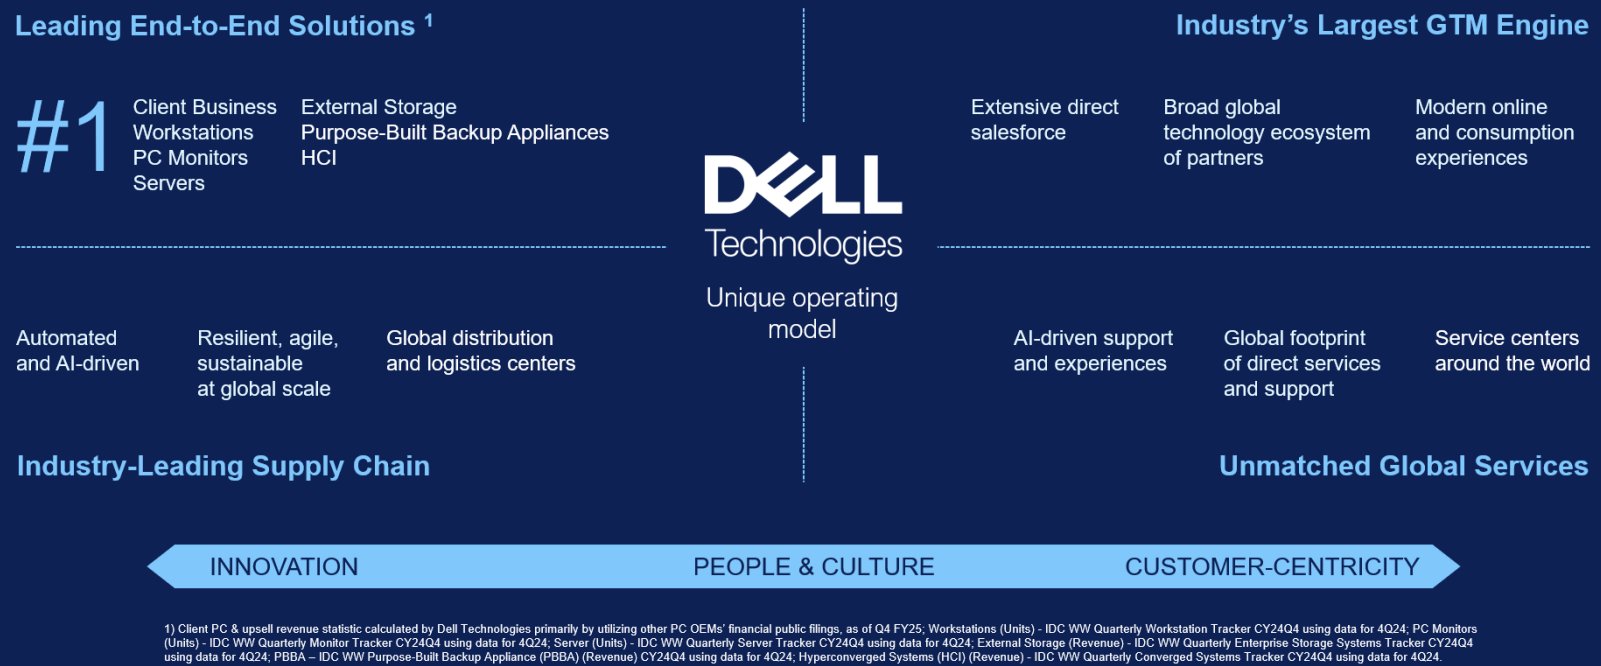 Leading End-to-End Solutions 1
#1
Client Business
Workstations
PC Monitors
Servers
External Storage
Purpose-Built Backup Appliances
HCI
Industry's Largest GTM Engine
Extensive direct
salesforce
Broad global
technology ecosystem
of partners
Modern online
and consumption
experiences
DELL
Technologies
Unique operating
model
Automated
and AI-driven
Resilient, agile,
sustainable
at global scale
Global distribution
and logistics centers
Industry-Leading Supply Chain
AI-driven support
and experiences
Global footprint
of direct services
and support
Service centers
around the world
Unmatched Global Services
INNOVATION
PEOPLE & CULTURE
CUSTOMER-CENTRICITY
1) Client PC & upsell revenue statistic calculated by Dell Technologies primarily by utilizing other PC OEMs' financial public filings, as of Q4 FY25; Workstations (Units) - IDC WW Quarterly Workstation Tracker CY24Q4 using data for 4Q24; PC Monitors
(Units) - IDC WW Quarterly Monitor Tracker CY24Q4 using data for 4Q24; Server (Units) - IDC WW Quarterly Server Tracker CY24Q4 using data for 4Q24; External Storage (Revenue) - IDC WW Quarterly Enterprise Storage Systems Tracker CY24Q4
using data for 4Q24; PBBA – IDC WW Purpose-Built Backup Appliance (PBBA) (Revenue) CY24Q4 using data for 4Q24; Hyperconverged Systems (HCI) (Revenue) - IDC WW Quarterly Converged Systems Tracker CY24Q4 using data for 4Q24.